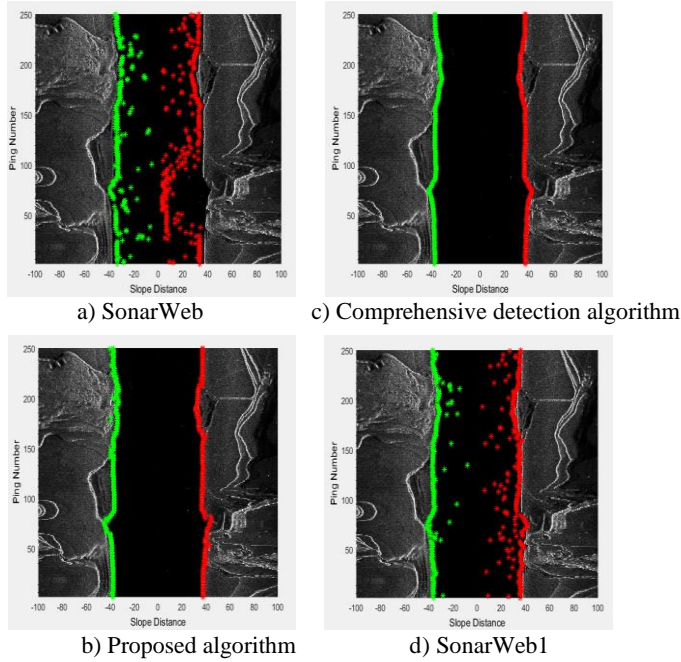 250
200
150
100
50
Ping Number
-100 -80 -60 -40 -20 0 20 40 60 80 100
Slope Distance
a) SonarWeb
250
200
150
100
50
Ping Number
-100 -80 -60 -40 -20 0 20 40 60 80 100
Slope Distance
c) Comprehensive detection algorithm
250
200
150
100
50
Ping Number
-100 -80 -60 -40 -20 0 20 40 60 80 100
Slope Distance
b) Proposed algorithm
250
200
150
100
50
Ping Number
-100 -80 -60 -40 -20 0 20 40 60 80 100
Slope Distance
d) SonarWeb1